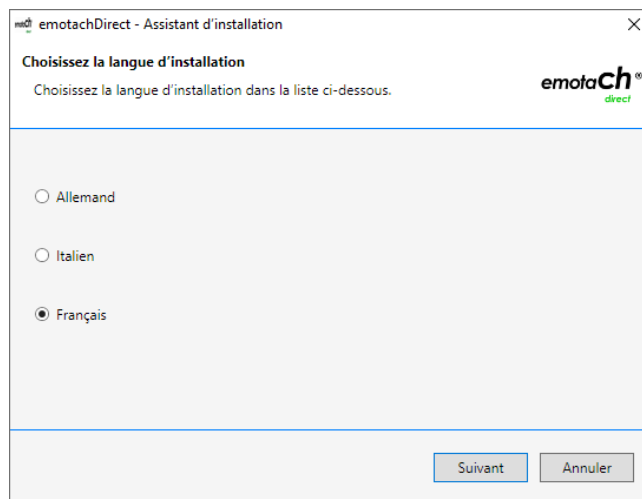 emotachDirect - Assistant d'installation
Choisissez la langue d'installation
Choisissez la langue d'installation dans la liste ci-dessous.
emotaCh ®
direct
Allemand
Italien
Français
Suivant
Annuler